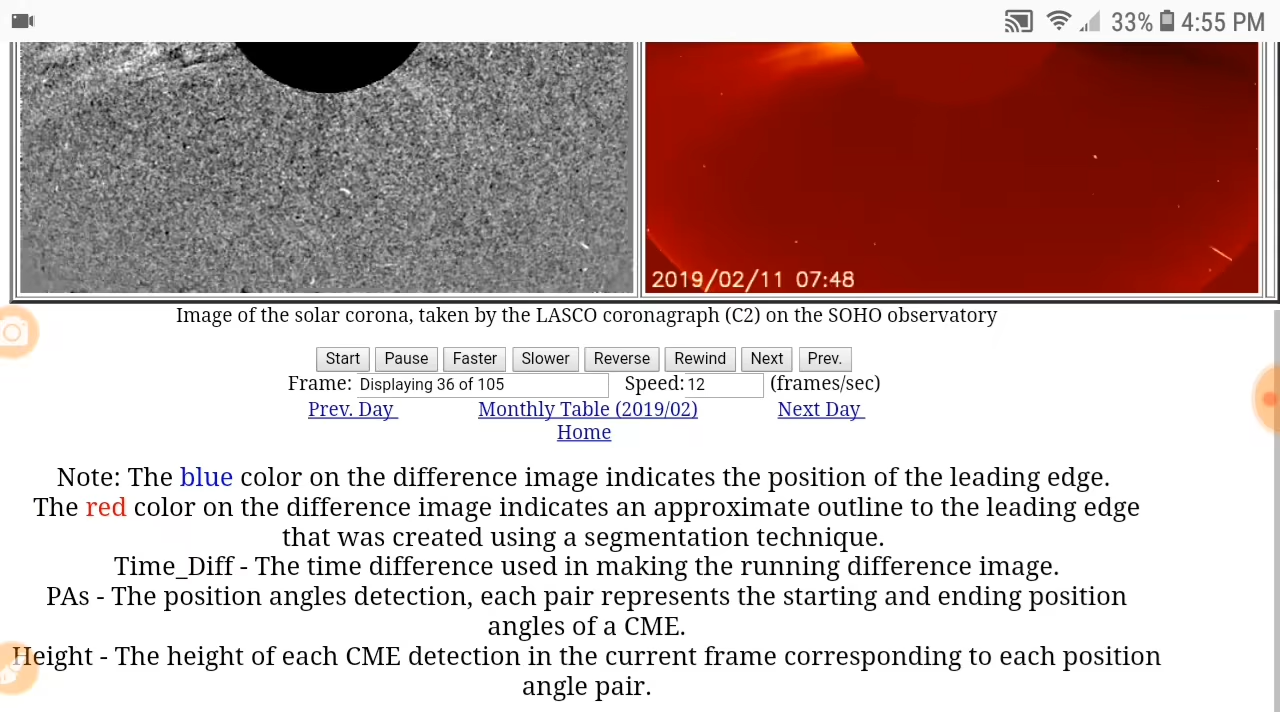 33% 4:55 PM
2019/02/11 07:48
Image of the solar corona, taken by the LASCO coronagraph (C2) on the SOHO observatory
Start Pause Faster Slower Reverse Rewind Next Prev.
Frame: Displaying 36 of 105 Speed: 12 (frames/sec)
Prev. Day Monthly Table (2019/02) Next Day
Home
Note: The blue color on the difference image indicates the position of the leading edge.
The red color on the difference image indicates an approximate outline to the leading edge
that was created using a segmentation technique.
Time_Diff - The time difference used in making the running difference image.
PAs - The position angles detection, each pair represents the starting and ending position
angles of a CME.
Height - The height of each CME detection in the current frame corresponding to each position
angle pair.